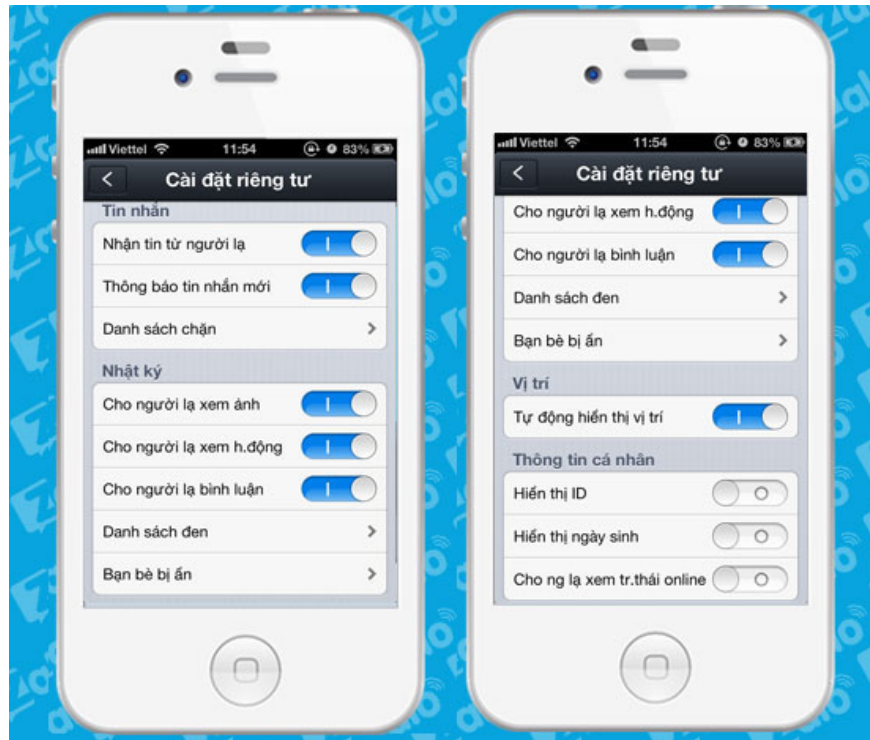 Viettel 11:54 83%
Cài đặt riêng tư
Tin nhắn
Nhận tin từ người lạ
Thông báo tin nhắn mới
Danh sách chặn
Nhật ký
Cho người lạ xem ảnh
Cho người lạ xem h.động
Cho người lạ bình luận
Danh sách đen
Bạn bè bị ẩn
Viettel 11:54 83%
Cài đặt riêng tư
Cho người lạ xem h.động
Cho người lạ bình luận
Danh sách đen
Bạn bè bị ẩn
Vị trí
Tự động hiển thị vị trí
Thông tin cá nhân
Hiển thị ID
Hiển thị ngày sinh
Cho ng lạ xem tr.thái online